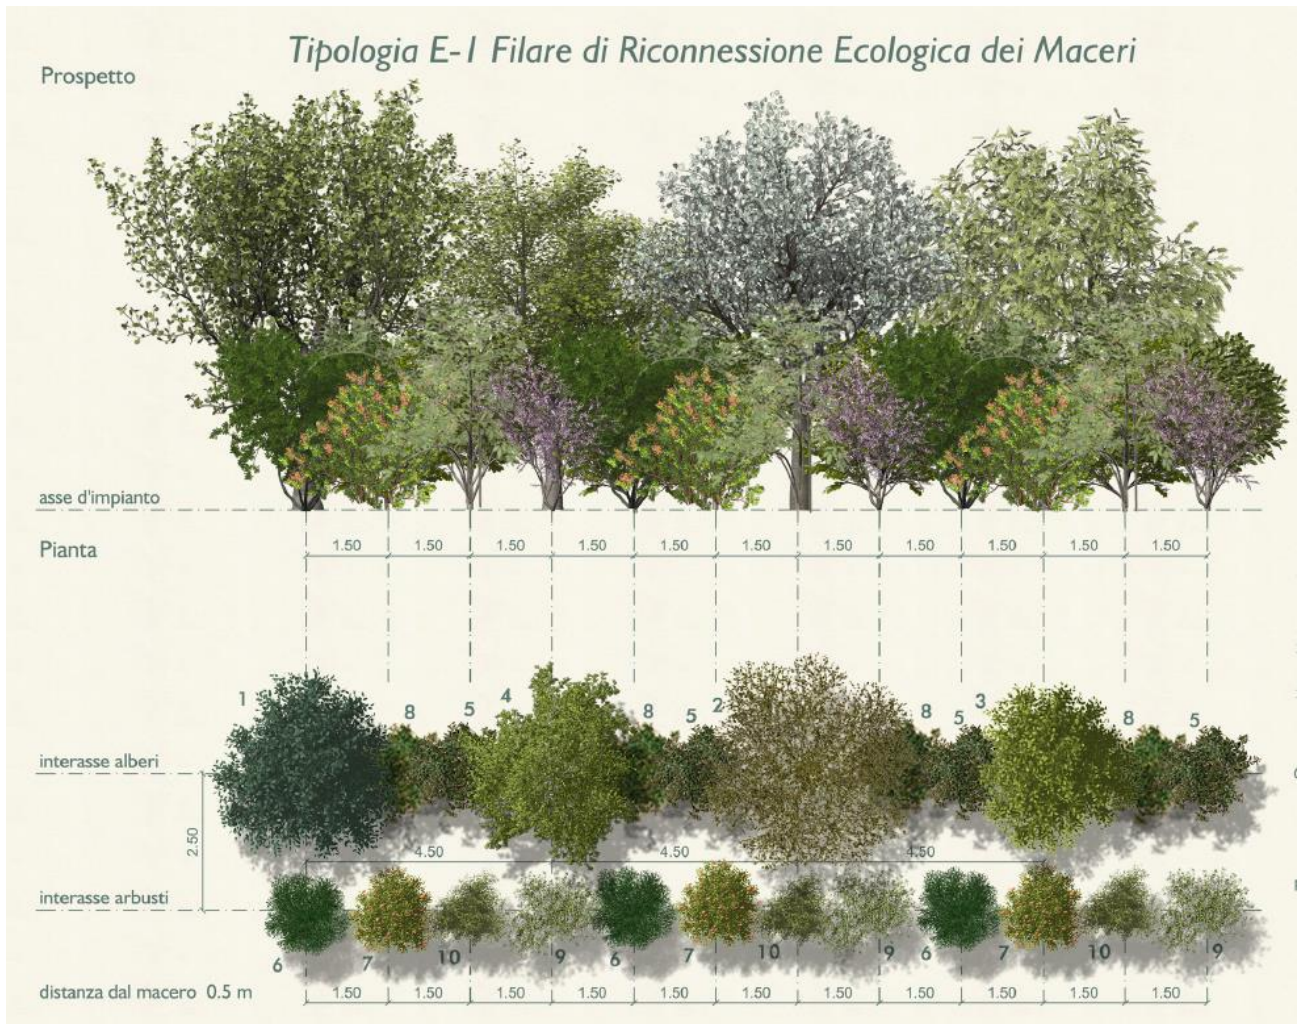 Tipologia E-1 Filare di Riconnessione Ecologica dei Maceri
Prospetto
asse d'impianto
Pianta
1.50 1.50 1.50 1.50 1.50 1.50 1.50 1.50 1.50 1.50 1.50
1 8 5 4 8 5 2 8 5 3 8 5
interasse alberi
2.50
4.50 4.50 4.50
interasse arbusti
6 7 10 9 6 7 10 9 6 7 10 9
distanza dal macero 0.5 m
1.50 1.50 1.50 1.50 1.50 1.50 1.50 1.50 1.50 1.50 1.50